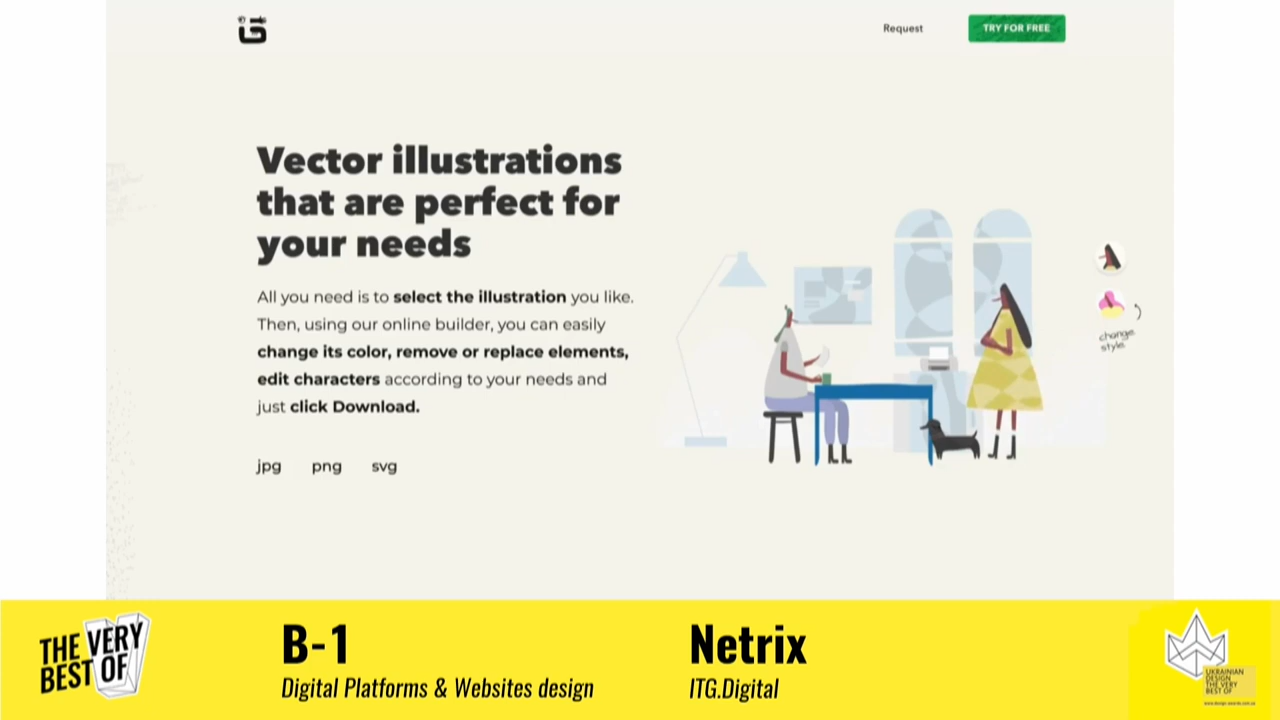 Request
TRY FOR FREE
Vector illustrations
that are perfect for
your needs
All you need is to select the illustration you like.
Then, using our online builder, you can easily
change its color, remove or replace elements,
edit characters according to your needs and
just click Download.
jpg png svg
change
style
THE VERY
BEST OF
B-1
Digital Platforms & Websites design
Netrix
ITG.Digital
UKRAINIAN
DESIGN
THE VERY
BEST OF